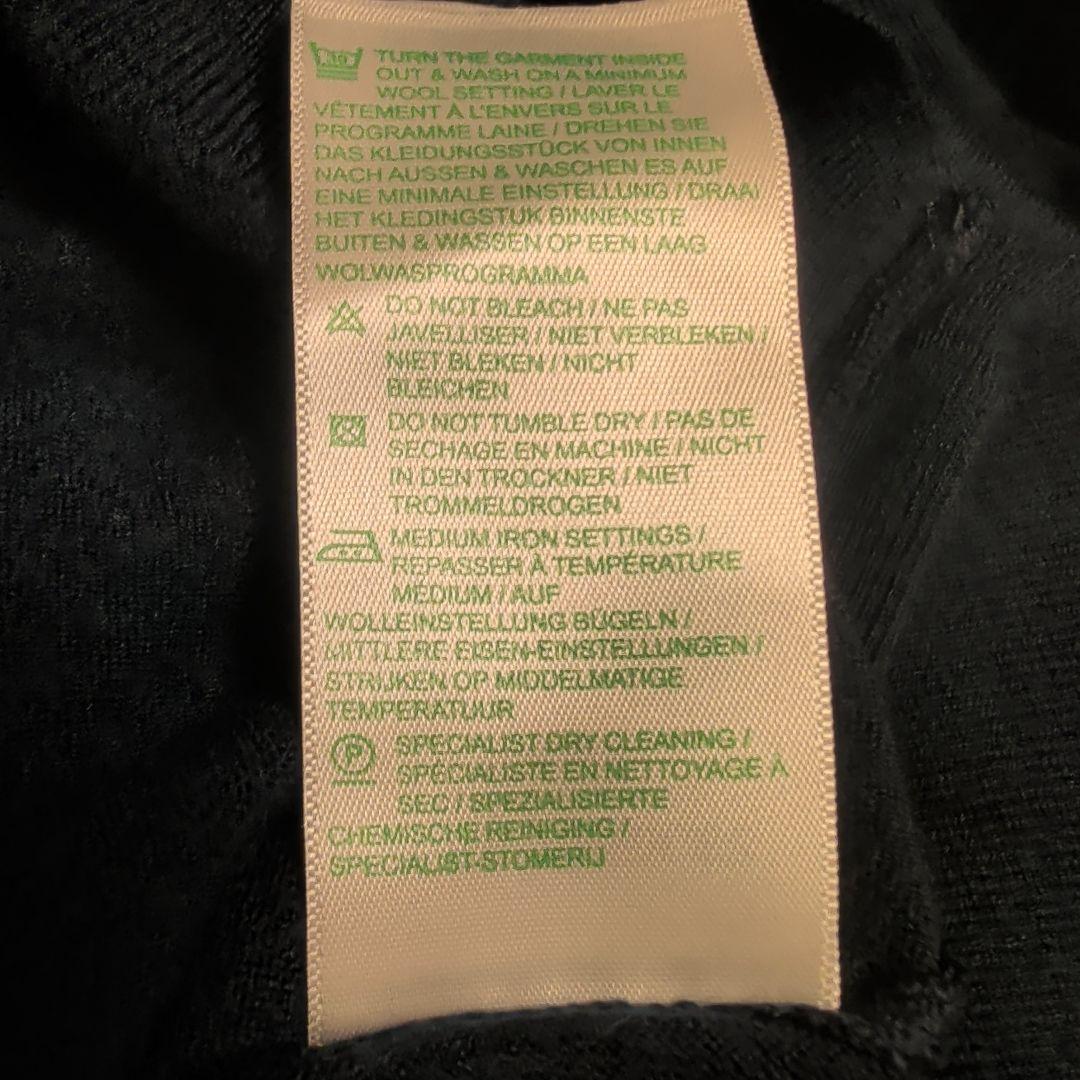 TURN THE GARMENT INSIDE
OUT & WASH ON A MINIMUM
WOOL SETTING / LAVER LE
VÊTEMENT À L'ENVERS SUR LE
PROGRAMME LAINE / DREHEN SIE
DAS KLEIDUNGSSTÜCK VON INNEN
NACH AUSSEN & WASCHEN ES AUF
EINE MINIMALE EINSTELLUNG / DRAAI
HET KLEDINGSTUK BINNENSTE
BUITEN & WASSEN OP EEN LAAG
WOLWASPROGRAMMA
DO NOT BLEACH / NE PAS
JAVELLISER / NIET VERBLEKEN /
NIET BLEKEN / NICHT
BLEICHEN
DO NOT TUMBLE DRY / PAS DE
SÉCHAGE EN MACHINE / NICHT
IN DEN TROCKNER / NIET
TROMMELDROGEN
MEDIUM IRON SETTINGS /
REPASSER À TEMPÉRATURE
MEDIUM / AUF
WOLLEINSTELLUNG BÜGELN /
MITTLERE EISEN-EINSTELLUNGEN /
STRIJKEN OP MIDDELMATIGE
TEMPERATUUR
P SPECIALIST DRY CLEANING /
SPÉCIALISTE EN NETTOYAGE À
SEC / SPEZIALISIERTE
CHEMISCHE REINIGING /
SPECIALIST-STOMERIJ